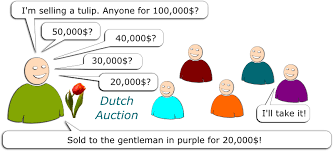 I'm selling a tulip. Anyone for 100,000$?
50,000$?
40,000$?
30,000$?
20,000$?
Dutch
Auction
I'll take it!
Sold to the gentleman in purple for 20,000$!